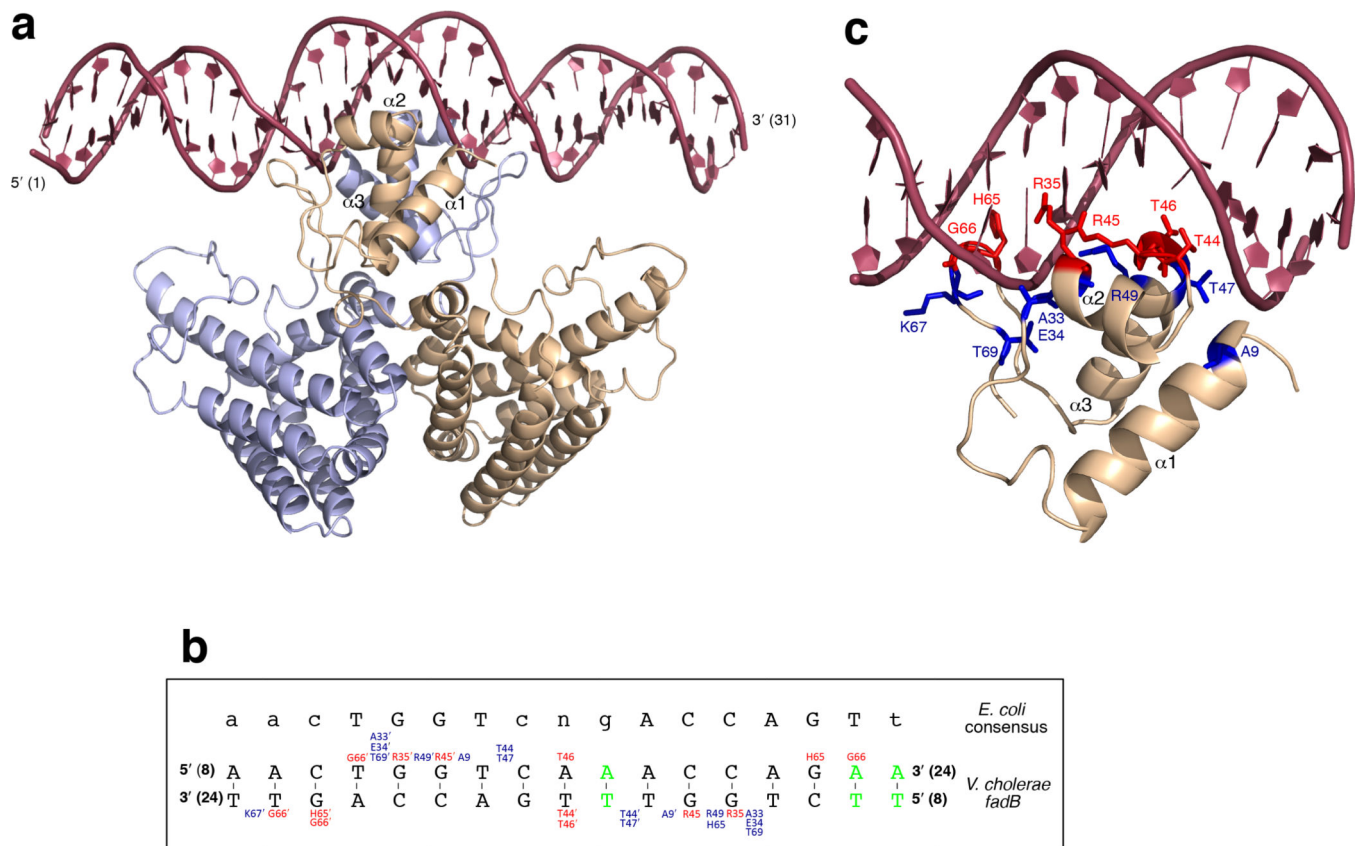 a
α2
3′ (31)
5′ (1)
α3
α1
c
H65
R35
T46
G66
R45
T44
α2
R49
T47
K67
A33
E34
T69
A9
α3
α1
b
a a c T G G T c n g A C C A G T t
E. coli
consensus
A33′
E34′ T44
G66′ T69′ R35′ R49′ R45′ A9 T47 T46 H65 G66
5′ (8) A A C T G G T C A A A C C A G A A 3′ (24)
3′ (24) T T G A C C A G T T T G G T C T T 5′ (8)
V. cholerae
fadB
K67′ G66′ H65′ T44′ T44′ A9′ R45 R49 R35 A33
G66′ T46′ T47′ H65 E34
T69